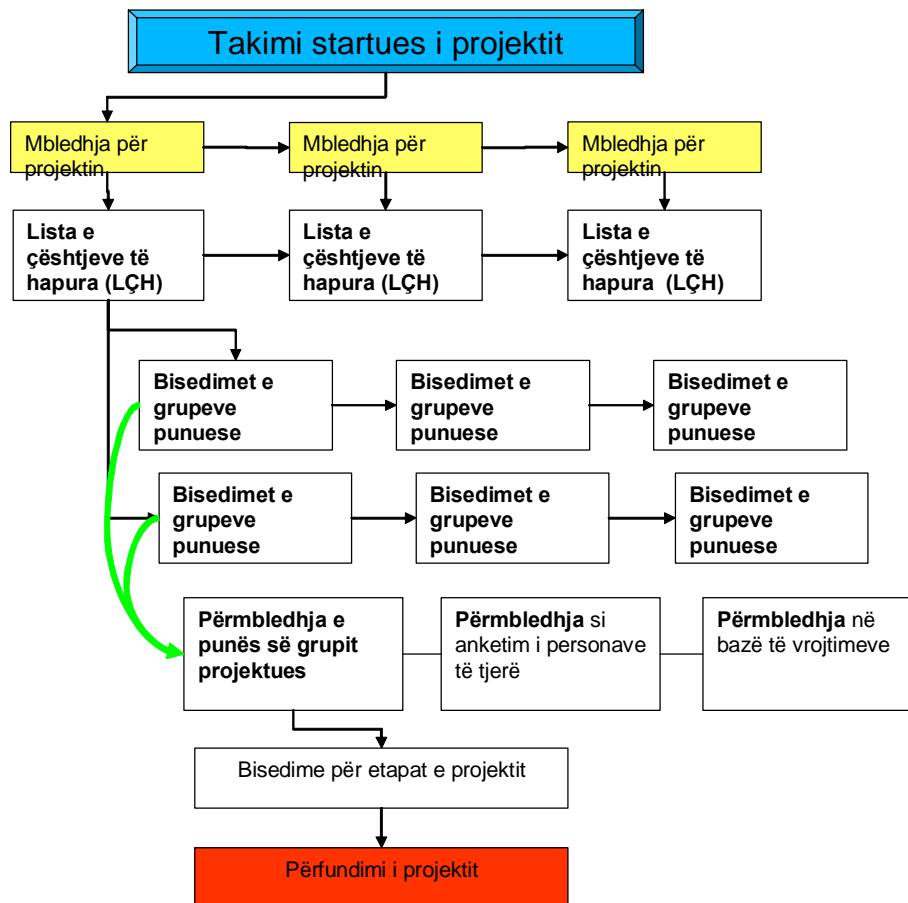 Takimi startues i projektit
Mbledhja për
projektin
Mbledhja për
projektin
Mbledhja për
projektin
Lista e
çështjeve të
hapura (LÇH)
Lista e
çështjeve të
hapura (LÇH)
Lista e
çështjeve të
hapura (LÇH)
Bisedimet e
grupeve
punuese
Bisedimet e
grupeve
punuese
Bisedimet e
grupeve
punuese
Bisedimet e
grupeve
punuese
Bisedimet e
grupeve
punuese
Bisedimet e
grupeve
punuese
Përmbledhja e
punës së grupit
projektues
Përmbledhja si
anketim i personave
të tjerë
Përmbledhja në
bazë të vrojtimeve
Bisedime për etapat e projektit
Përfundimi i projektit